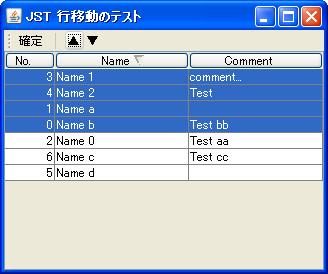 JST 行移動のテスト
確定 ▲ ▼
No. Name Comment
3 Name 1 comment...
4 Name 2 Test
1 Name a
0 Name b Test bb
2 Name 0 Test aa
6 Name c Test cc
5 Name d